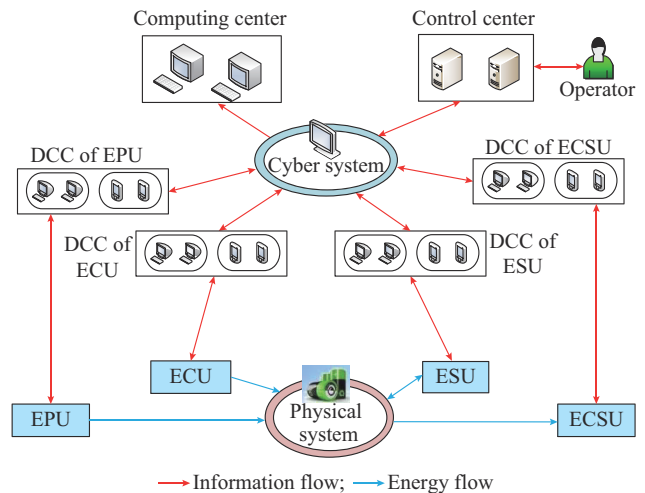 Computing center
Control center
Operator
DCC of EPU
Cyber system
DCC of ECSU
DCC of
ECU
DCC of
ESU
ECU
ESU
EPU
Physical
system
ECSU
Information flow;
Energy flow